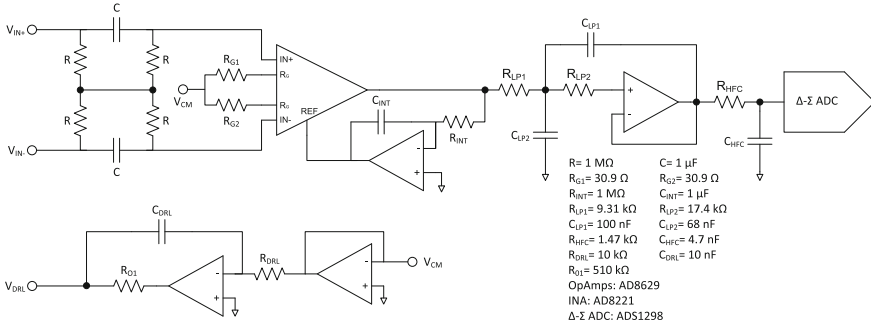 C
V_IN+
R
R
R
R
V_IN-
C
R_G1
V_CM
R_G2
IN+
R_G
R_G
REF
IN-
C_INT
R_INT
-
+
R_LP1
C_LP1
R_LP2
C_LP2
+
-
R_HFC
C_HFC
Δ-Σ ADC
C_DRL
V_DRL
R_O1
-
+
R_DRL
-
+
V_CM
R= 1 MΩ C= 1 µF
R_G1= 30.9 Ω R_G2= 30.9 Ω
R_INT= 1 MΩ C_INT= 1 µF
R_LP1= 9.31 kΩ R_LP2= 17.4 kΩ
C_LP1= 100 nF C_LP2= 68 nF
R_HFC= 1.47 kΩ C_HFC= 4.7 nF
R_DRL= 10 kΩ C_DRL= 10 nF
R_01= 510 kΩ
OpAmps: AD8629
INA: AD8221
Δ-Σ ADC: ADS1298